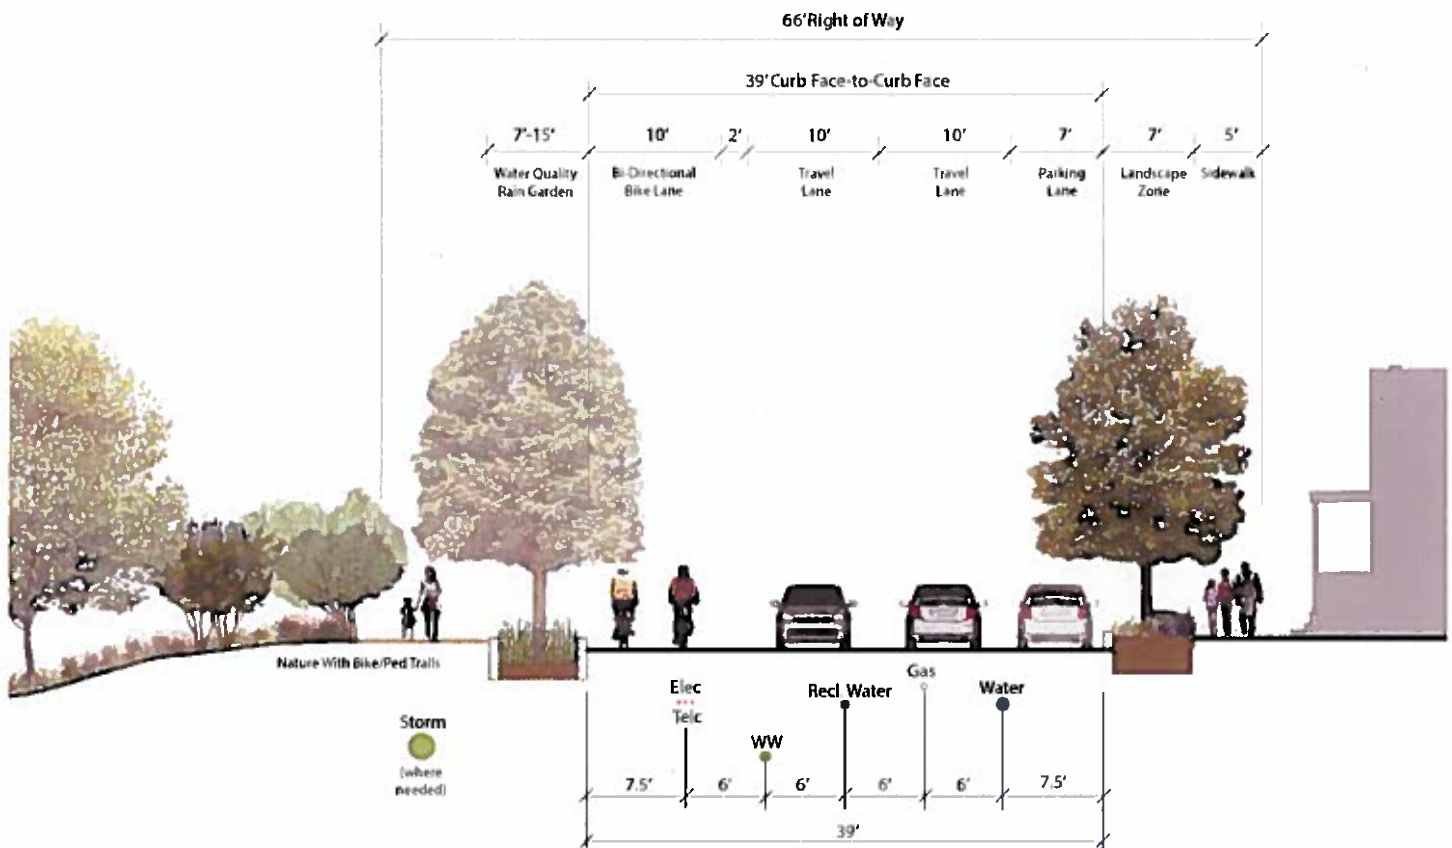 66' Right of Way
39' Curb Face-to-Curb Face
7'-15' 10' 2' 10' 10' 7' 7' 5'
Water Quality Bi-Directional Travel Travel Parking Landscape Sidewalk
Rain Garden Bike Lane Lane Lane Lane Zone
Nature With Bike/Ped Trails
Elec
Telc
WW
Recl. Water
Gas
Water
Storm
(where
needed)
7.5' 6' 6' 6' 6' 7.5'
39'